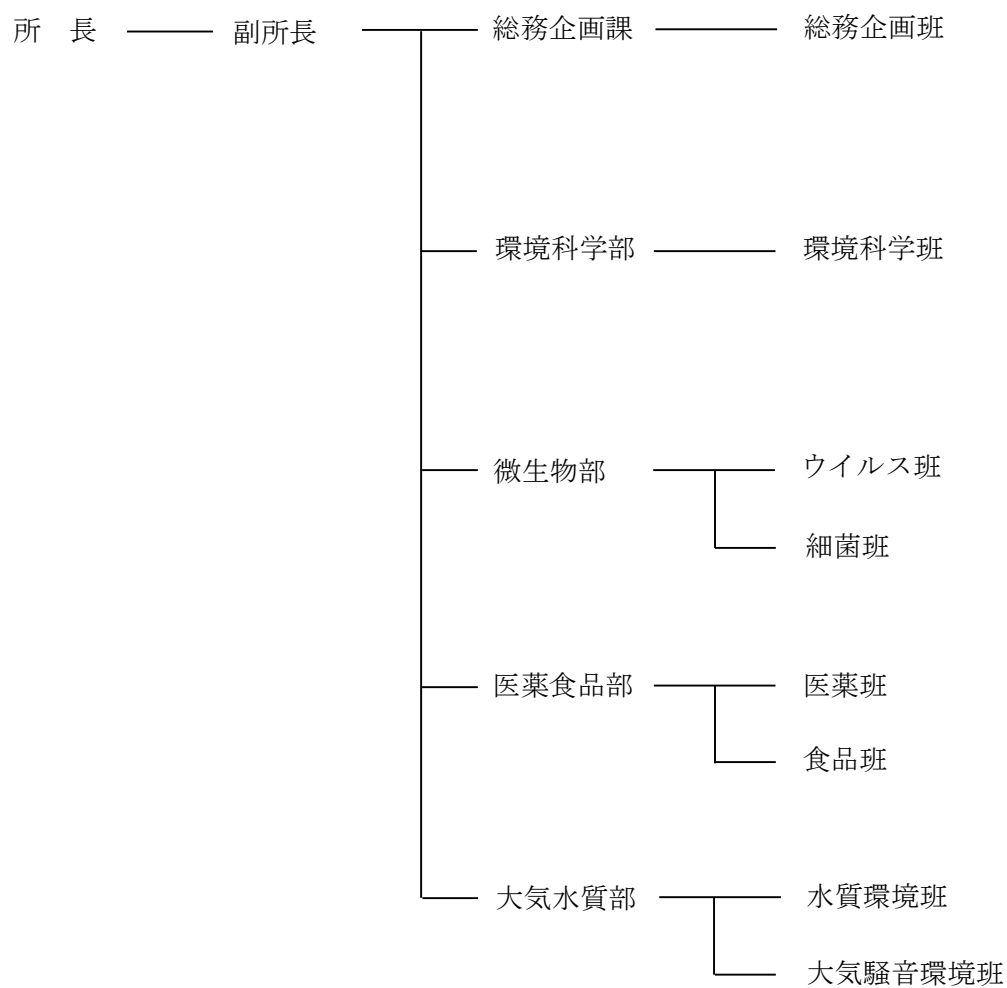 所　長 副所長 総務企画課 総務企画班
環境科学部 環境科学班
微生物部 ウイルス班
細菌班
医薬食品部 医薬班
食品班
大気水質部 水質環境班
大気騒音環境班